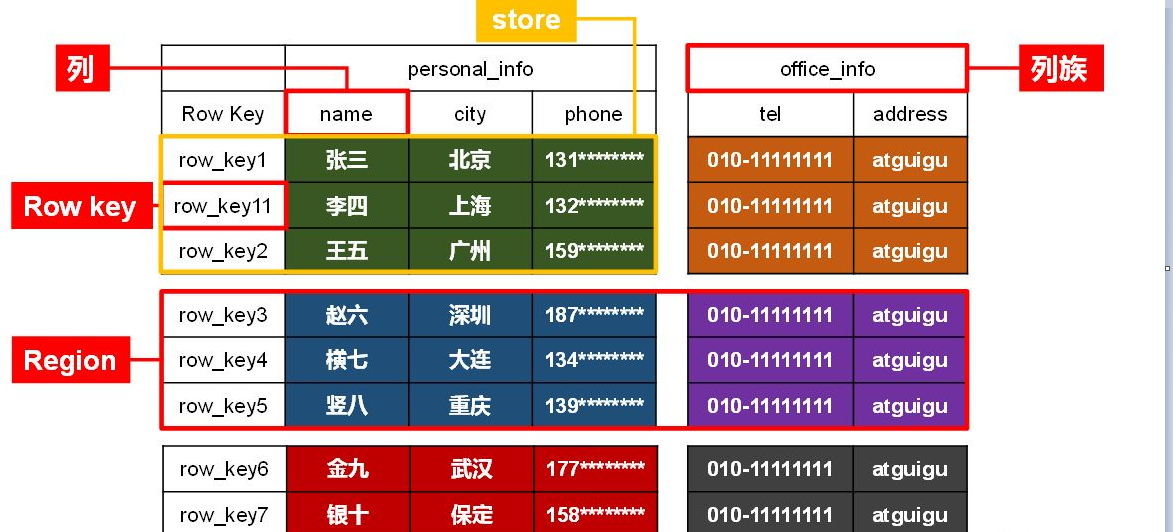 store
列
personal_info
office_info
列族
Row Key
name
city
phone
tel
address
row_key1
张三
北京
131********
010-11111111
atguigu
Row key
row_key11
李四
上海
132********
010-11111111
atguigu
row_key2
王五
广州
159********
010-11111111
atguigu
row_key3
赵六
深圳
187********
010-11111111
atguigu
Region
row_key4
横七
大连
134********
010-11111111
atguigu
row_key5
竖八
重庆
139********
010-11111111
atguigu
row_key6
金九
武汉
177********
010-11111111
atguigu
row_key7
银十
保定
158********
010-11111111
atguigu